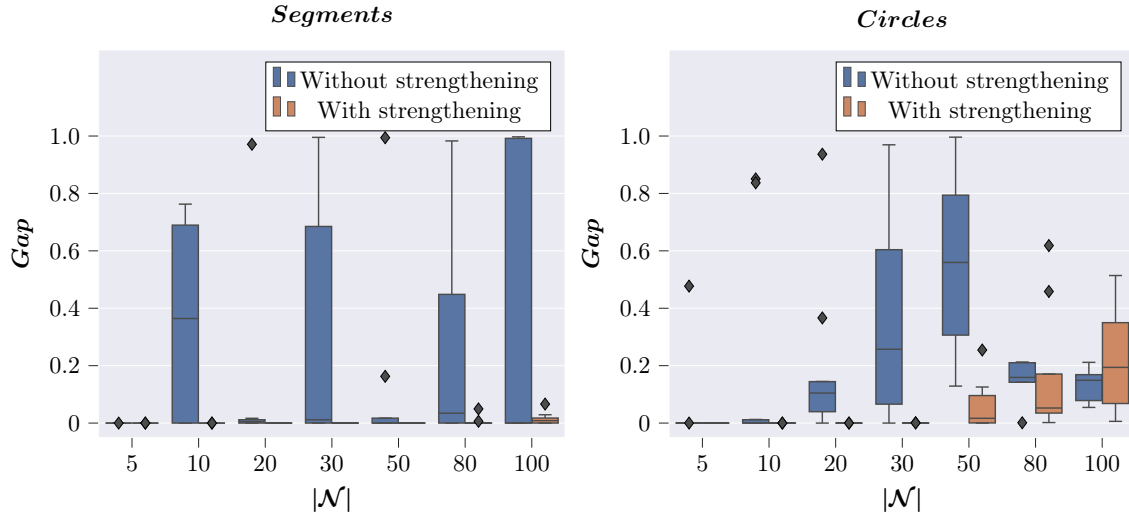 Segments
Without strengthening
With strengthening
1.0
0.8
0.6
0.4
0.2
0
Gap
5 10 20 30 50 80 100
|𝒩|
Circles
Without strengthening
With strengthening
1.0
0.8
0.6
0.4
0.2
0
Gap
5 10 20 30 50 80 100
|𝒩|